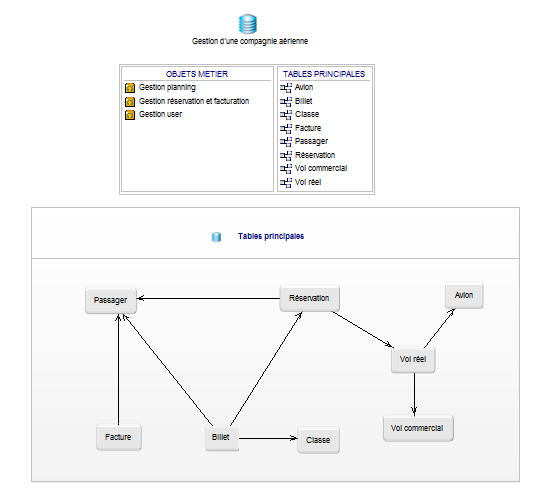 Gestion d'une compagnie aérienne
OBJETS METIER
Gestion planning
Gestion réservation et facturation
Gestion user
TABLES PRINCIPALES
Avion
Billet
Classe
Facture
Passager
Réservation
Vol commercial
Vol réel
Tables principales
Passager
Réservation
Avion
Vol réel
Facture
Billet
Classe
Vol commercial